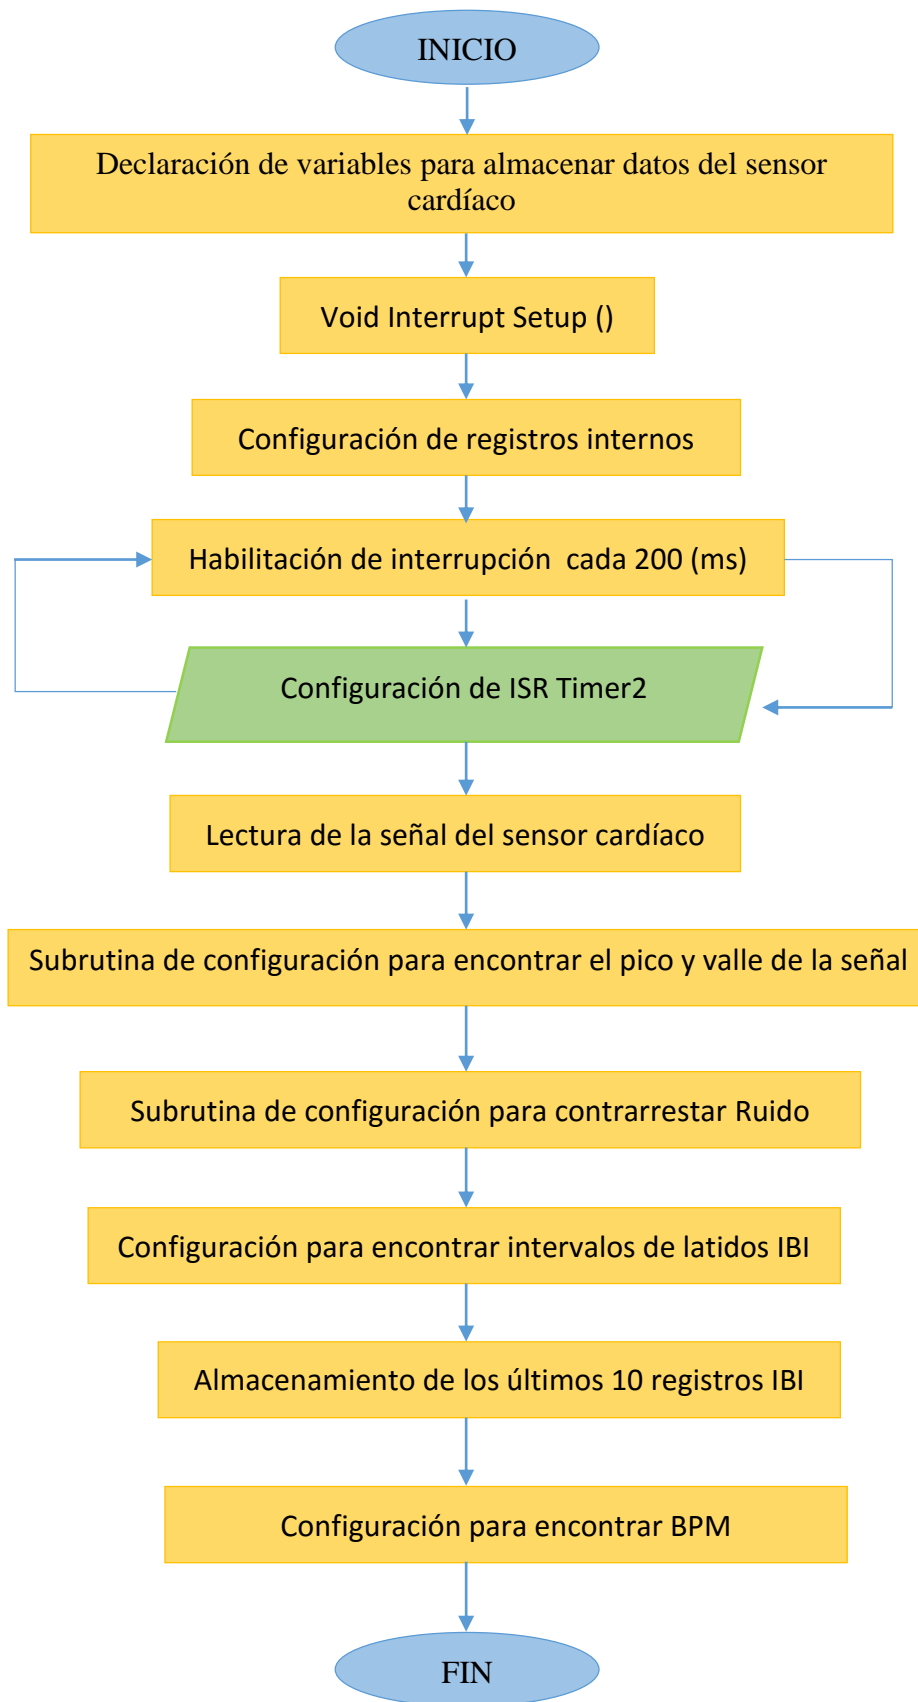 INICIO
Declaración de variables para almacenar datos del sensor
cardíaco
Void Interrupt Setup ()
Configuración de registros internos
Habilitación de interrupción  cada 200 (ms)
Configuración de ISR Timer2
Lectura de la señal del sensor cardíaco
Subrutina de configuración para encontrar el pico y valle de la señal
Subrutina de configuración para contrarrestar Ruido
Configuración para encontrar intervalos de latidos IBI
Almacenamiento de los últimos 10 registros IBI
Configuración para encontrar BPM
FIN